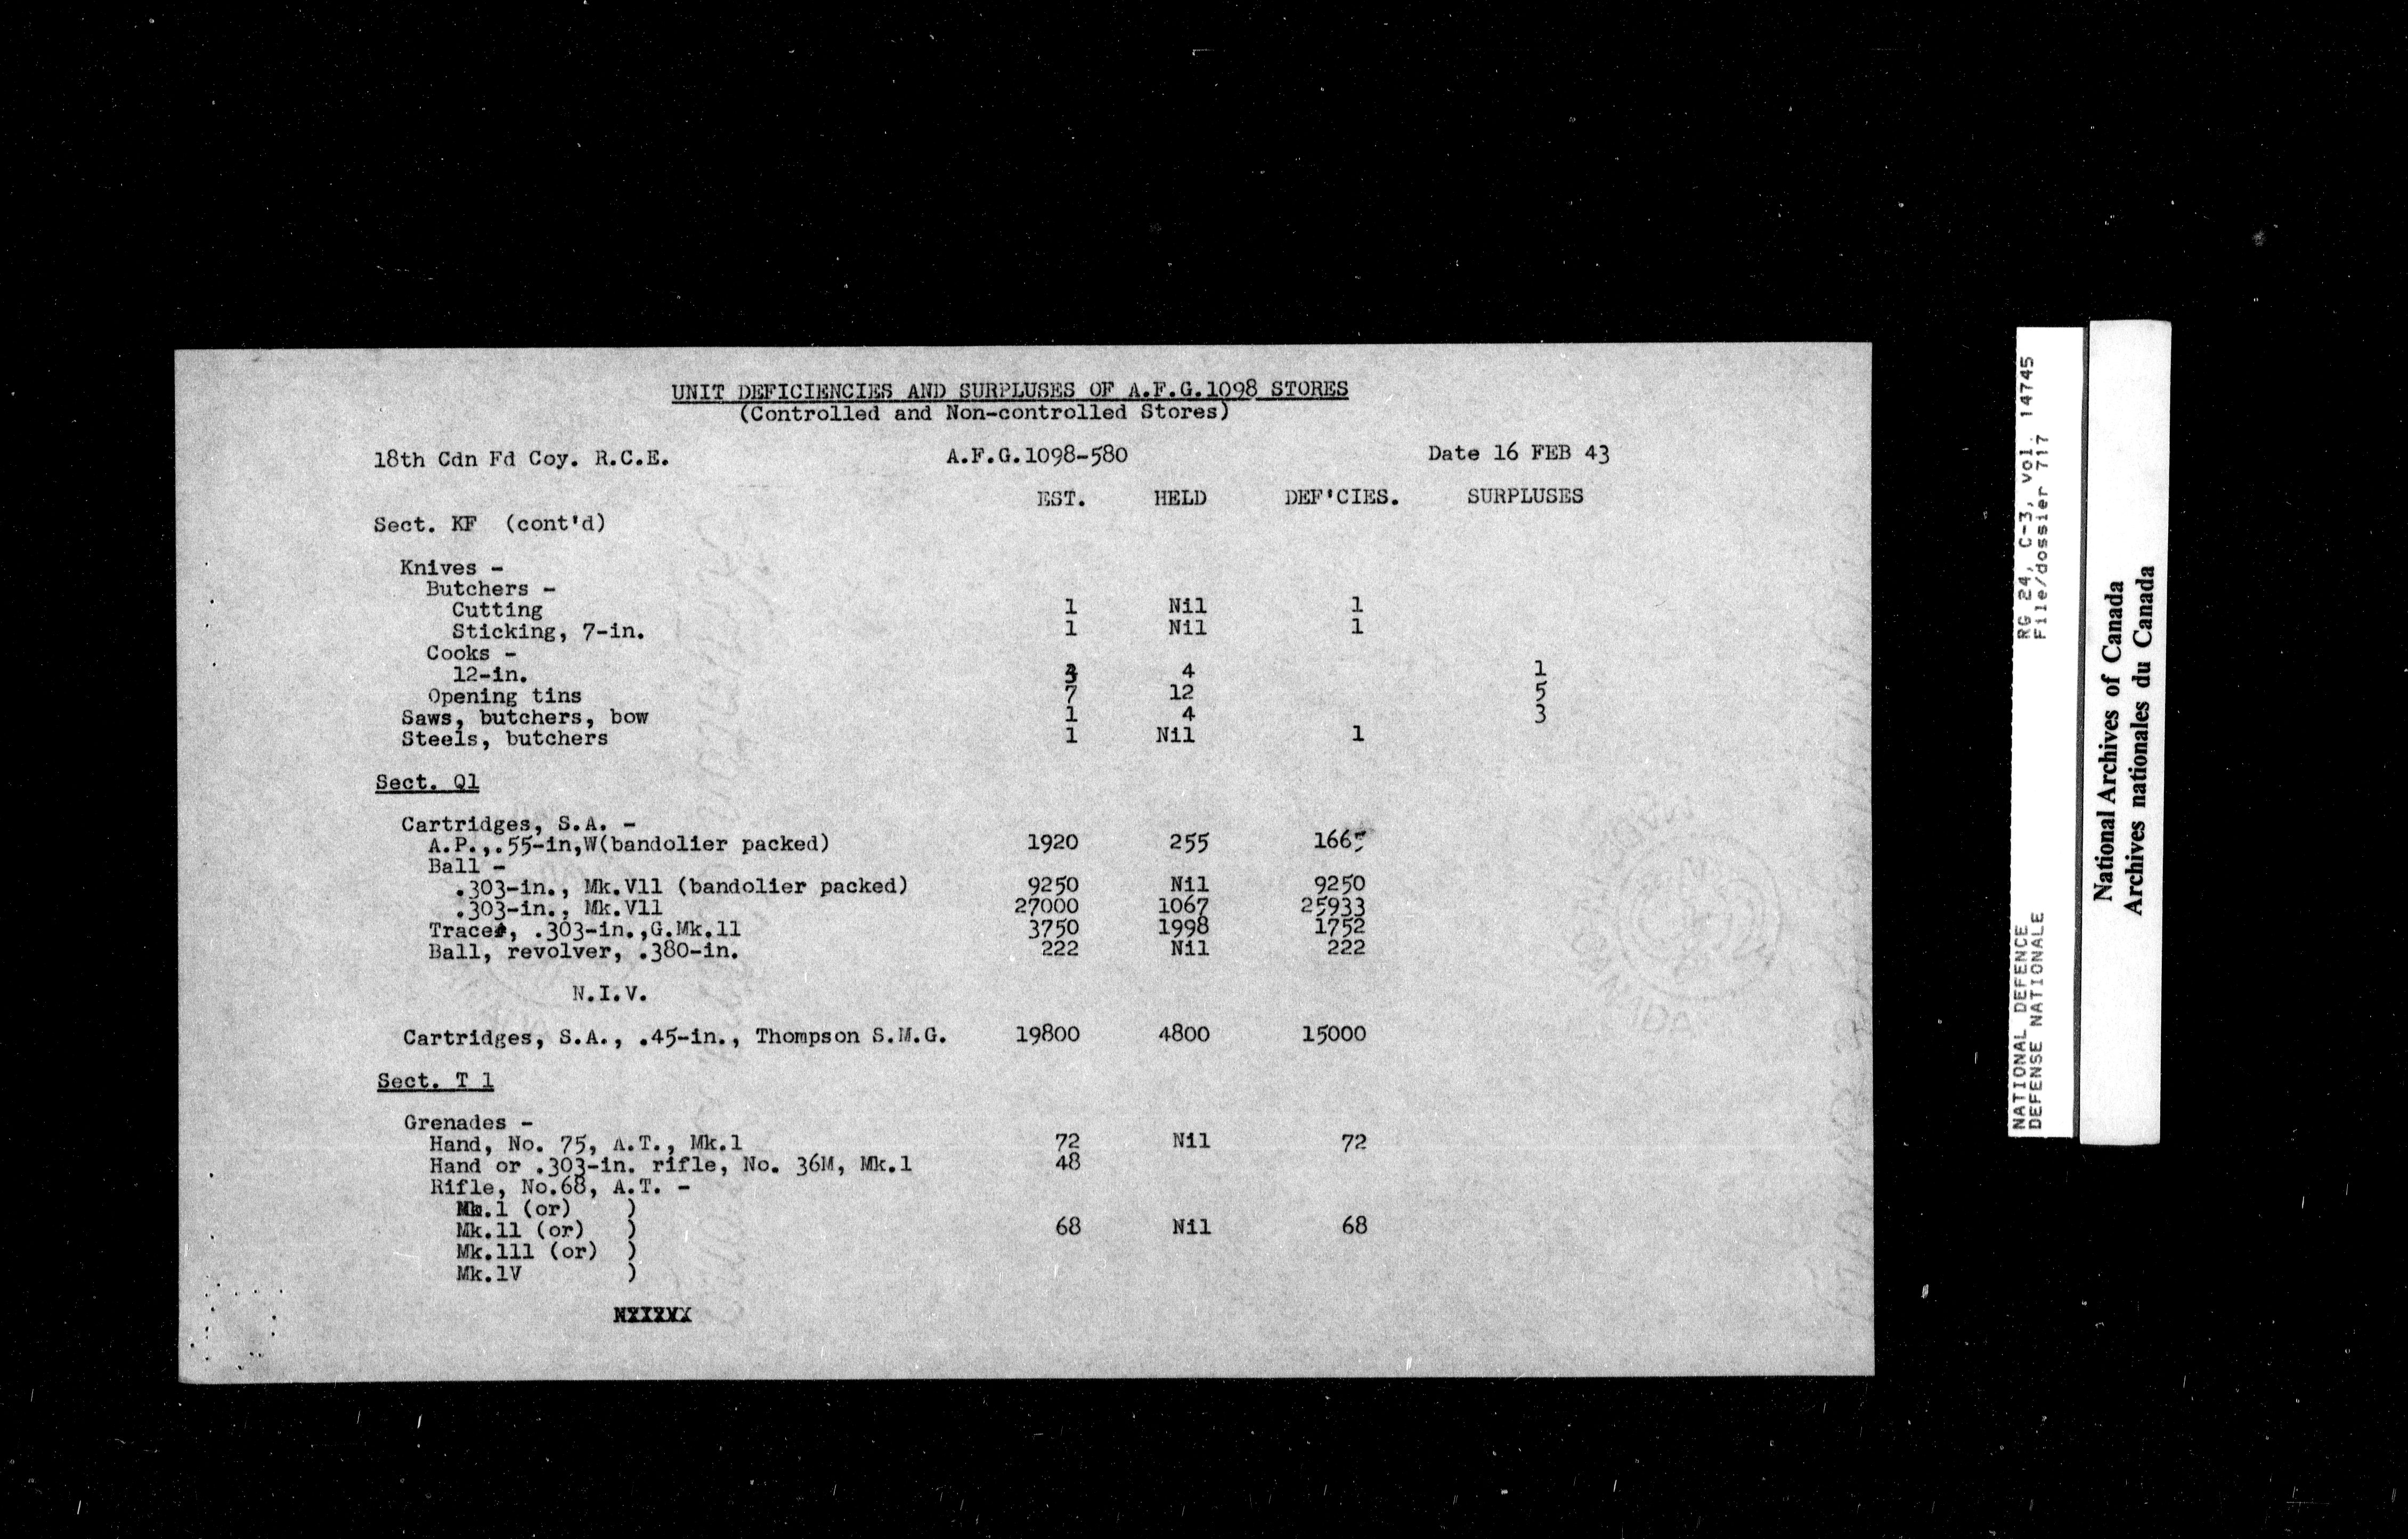 UNIT DEFICIENCIES AND SURPLUSES OF A.F.G.1098 STORES
(Controlled and Non-controlled Stores)
18th Cdn Fd Coy. R.C.E. A.F.G.1098-580 Date 16 FEB 43
EST. HELD DEF'CIES. SURPLUSES
Sect. KF (cont'd)
Knives -
Butchers -
Cutting 1 Nil 1
Sticking, 7-in. 1 Nil 1
Cooks -
12-in. 3 4 1
Opening tins 7 12 5
Saws, butchers, bow 1 4 3
Steels, butchers 1 Nil 1
Sect. Q1
Cartridges, S.A. -
A.P.,.55-in,W(bandolier packed) 1920 255 1665
Ball -
.303-in., Mk.V11 (bandolier packed) 9250 Nil 9250
.303-in., Mk.V11 27000 1067 25933
Tracer, .303-in.,G.Mk.11 3750 1998 1752
Ball, revolver, .380-in. 222 Nil 222
N.I.V.
Cartridges, S.A., .45-in., Thompson S.M.G. 19800 4800 15000
Sect. T 1
Grenades -
Hand, No. 75, A.T., Mk.1 72 Nil 72
Hand or .303-in. rifle, No. 36M, Mk.1 48
Rifle, No.68, A.T. -
Mk.1 (or) )
Mk.11 (or) ) 68 Nil 68
Mk.111 (or) )
Mk.1V )
NATIONAL DEFENCE RG 24, C-3, vol. 14745
DEFENSE NATIONALE File/dossier 717
National Archives of Canada
Archives nationales du Canada